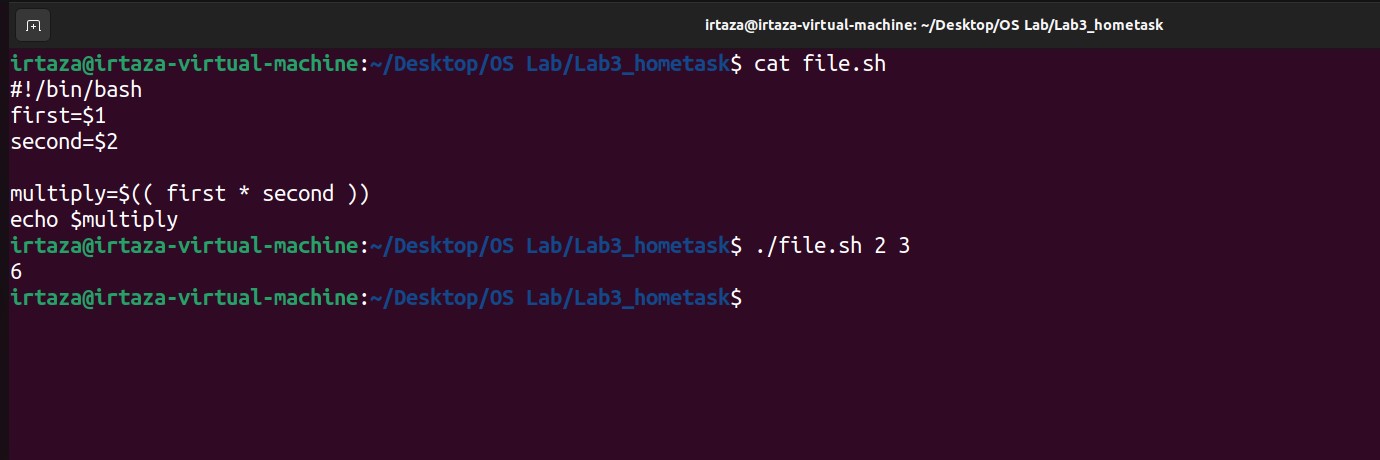 irtaza@irtaza-virtual-machine: ~/Desktop/OS Lab/Lab3_hometask
irtaza@irtaza-virtual-machine:~/Desktop/OS Lab/Lab3_hometask$ cat file.sh
#!/bin/bash
first=$1
second=$2
multiply=$(( first * second ))
echo $multiply
irtaza@irtaza-virtual-machine:~/Desktop/OS Lab/Lab3_hometask$ ./file.sh 2 3
6
irtaza@irtaza-virtual-machine:~/Desktop/OS Lab/Lab3_hometask$